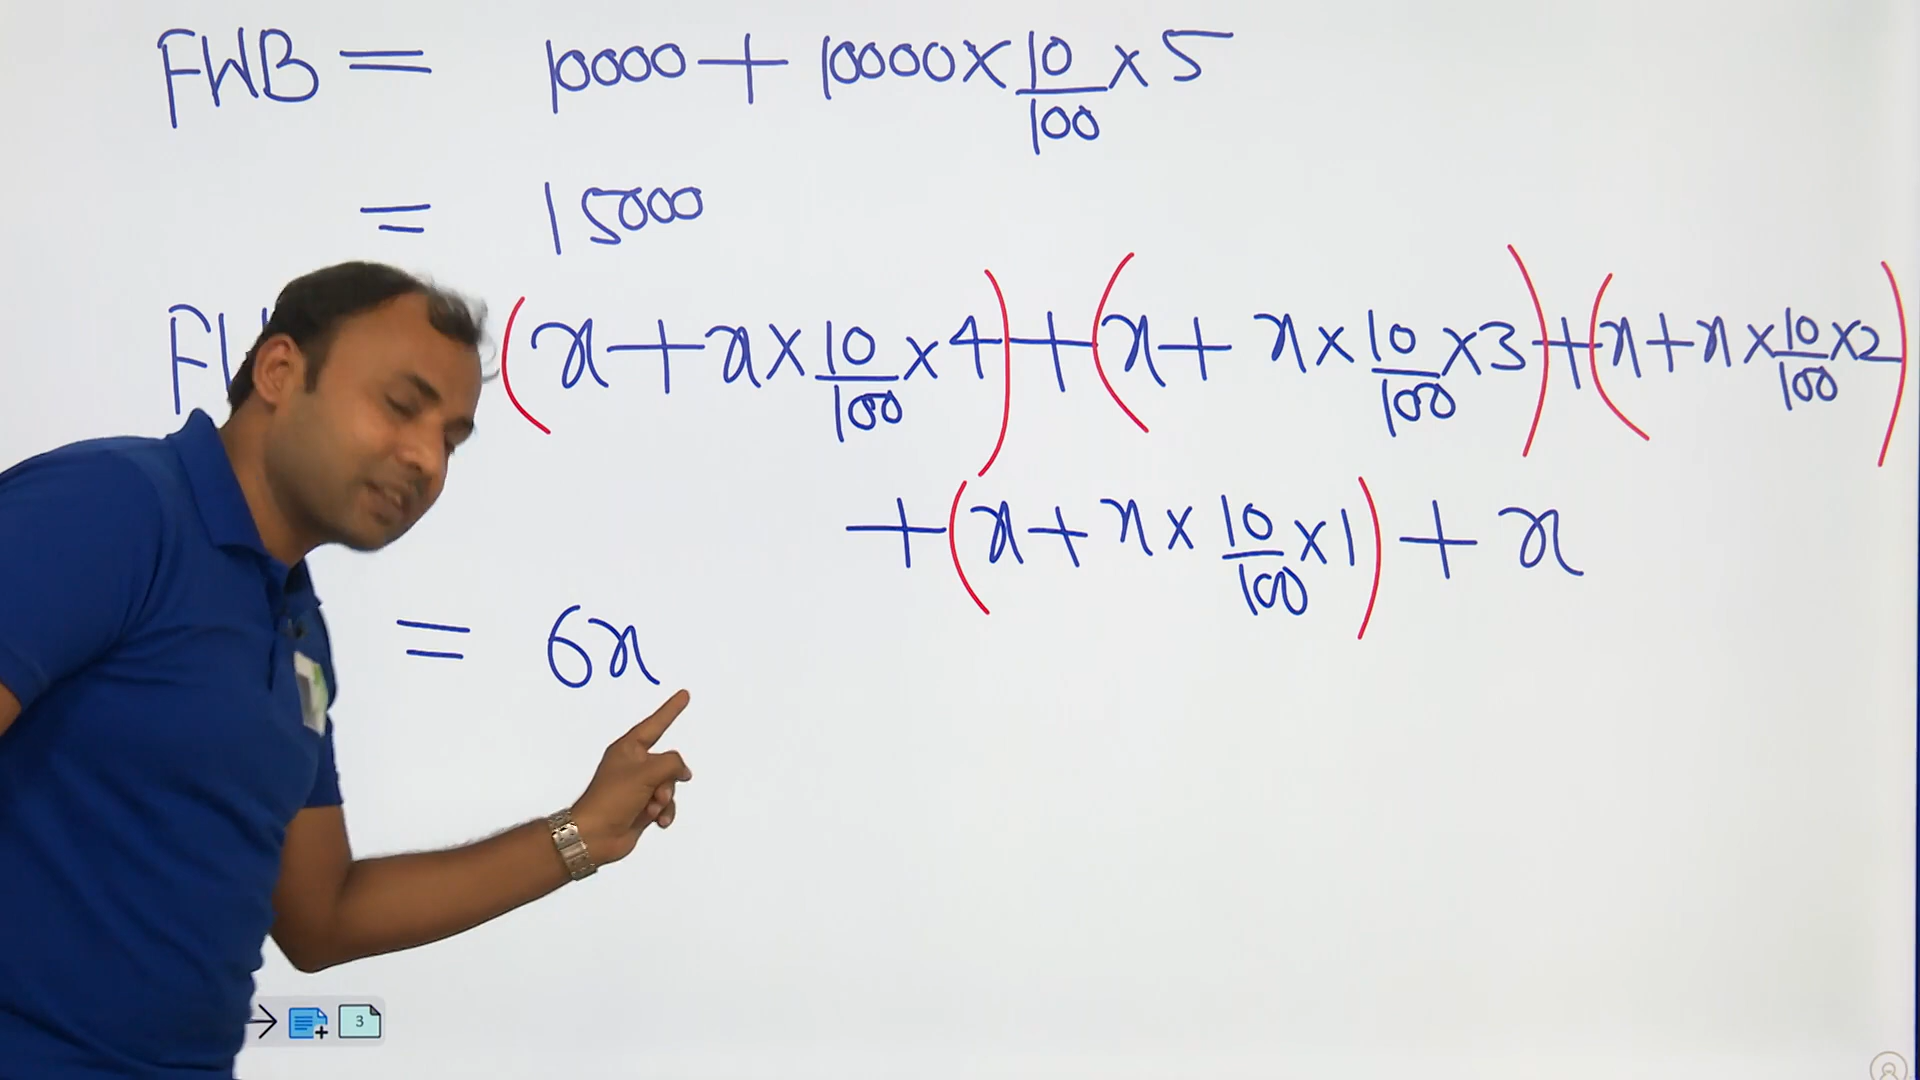 FWB = 10000 + 10000 × 10/100 × 5
= 15000
(x + x × 10/100 × 4) + (x + x × 10/100 × 3) + (x + x × 10/100 × 2)
+ (x + x × 10/100 × 1) + x
= 6x
3